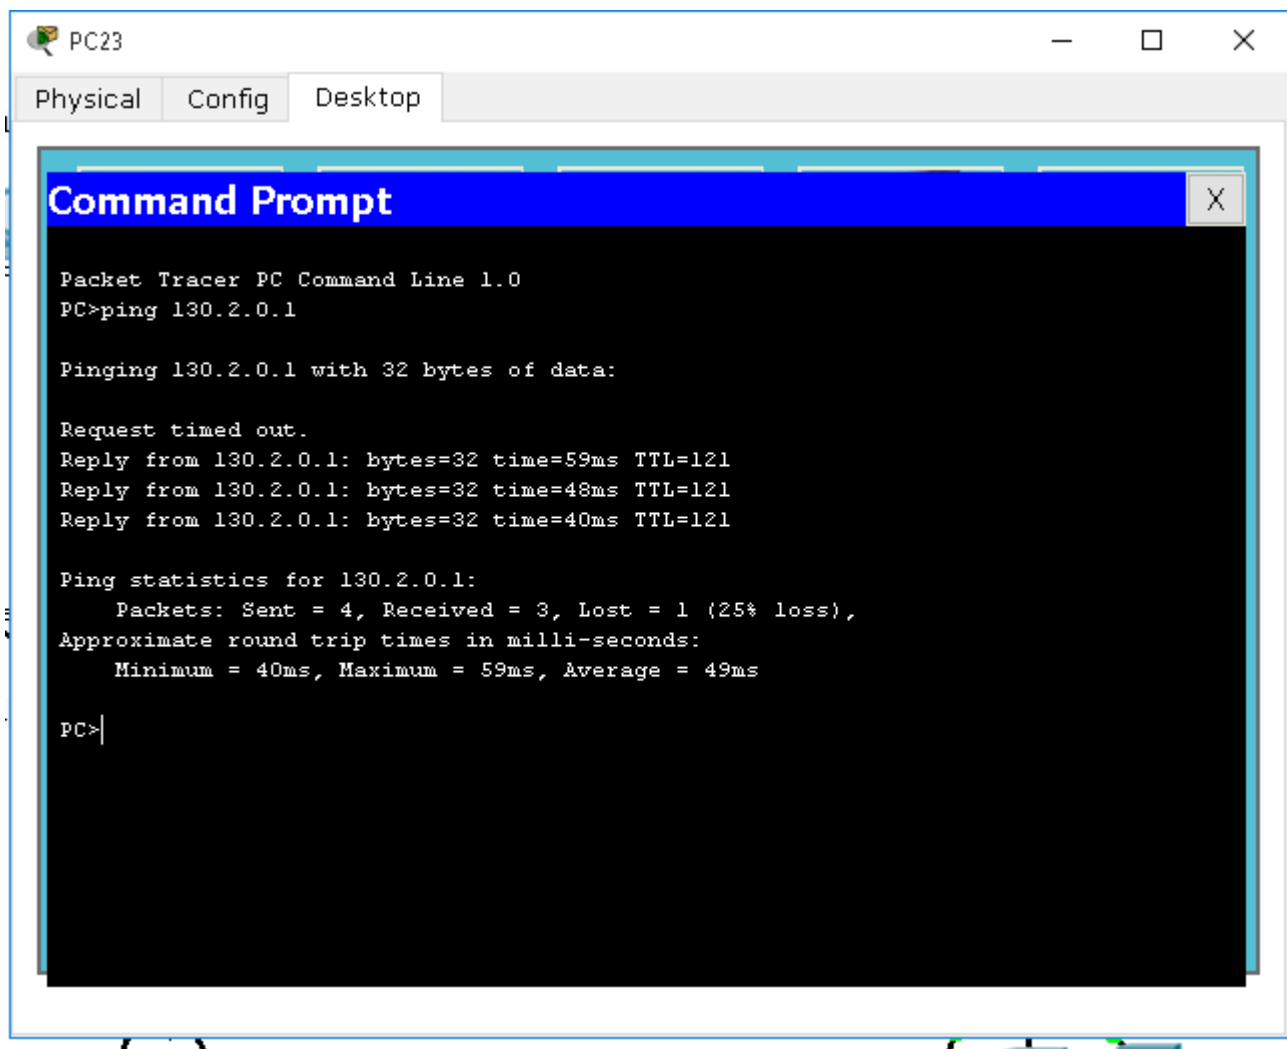 PC23
Physical Config Desktop
Command Prompt X
Packet Tracer PC Command Line 1.0
PC>ping 130.2.0.1
Pinging 130.2.0.1 with 32 bytes of data:
Request timed out.
Reply from 130.2.0.1: bytes=32 time=59ms TTL=121
Reply from 130.2.0.1: bytes=32 time=48ms TTL=121
Reply from 130.2.0.1: bytes=32 time=40ms TTL=121
Ping statistics for 130.2.0.1:
Packets: Sent = 4, Received = 3, Lost = 1 (25% loss),
Approximate round trip times in milli-seconds:
Minimum = 40ms, Maximum = 59ms, Average = 49ms
PC>